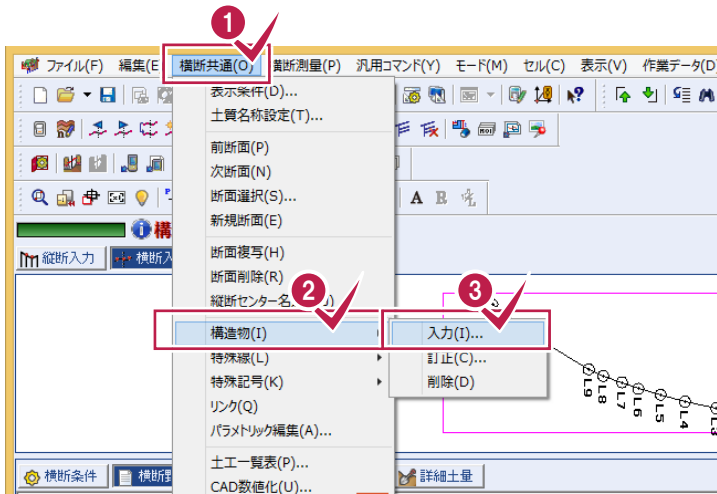 1
ファイル(F) 編集(E 横断共通(O) 横断測量(P) 汎用コマンド(Y) モード(M) セル(C) 表示(V) 作業データ(D)
表示条件(D)...
土質名称設定(T)...
前断面(P)
次断面(N)
断面選択(S)...
A R
新規断面(E)
構
縦断入力 横断入
断面複写(H)
断面削除(R)
2 3
縦断センター名
構造物(I) 入力(I)...
特殊線(L) 訂正(C)...
特殊記号(K) 削除(D)
リンク(Q)
パラメトリック編集(A)...
L9 L8 L7 L6 L5 L4 L3
土工一覧表(P)...
横断条件 横断 詳細土量
CAD数値化(U)...